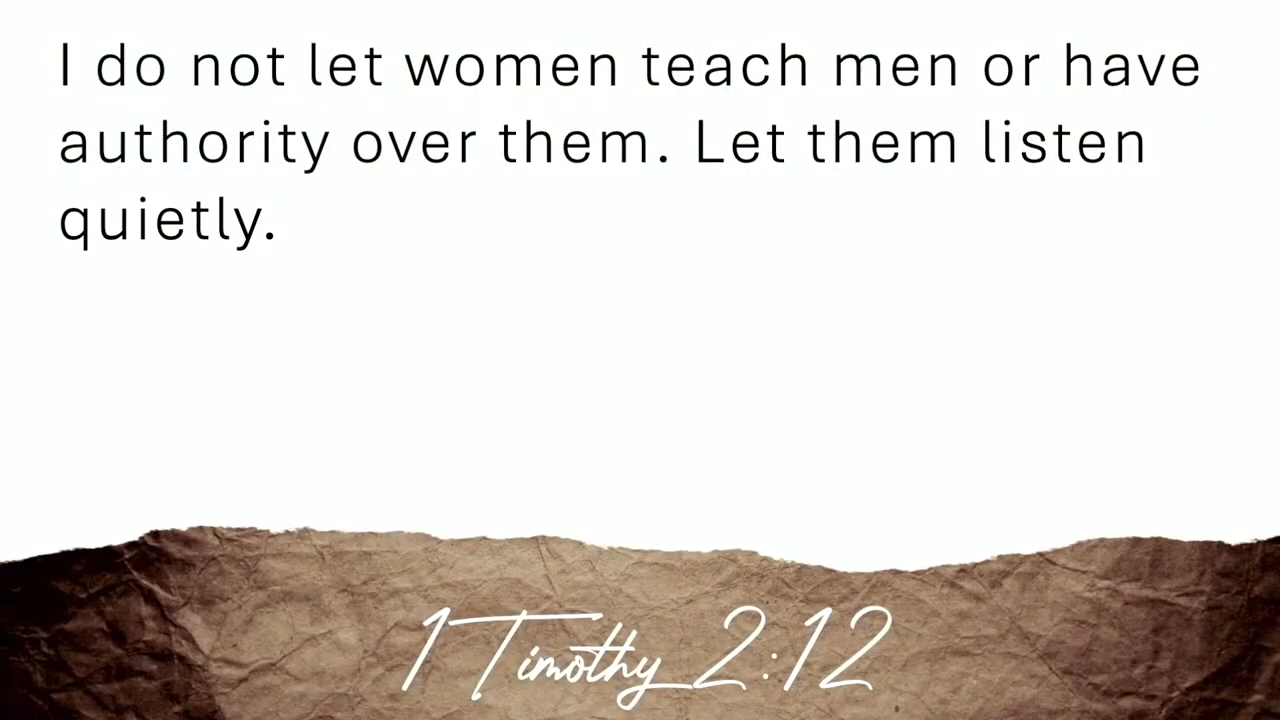 I do not let women teach men or have
authority over them. Let them listen
quietly.
1 Timothy 2:12